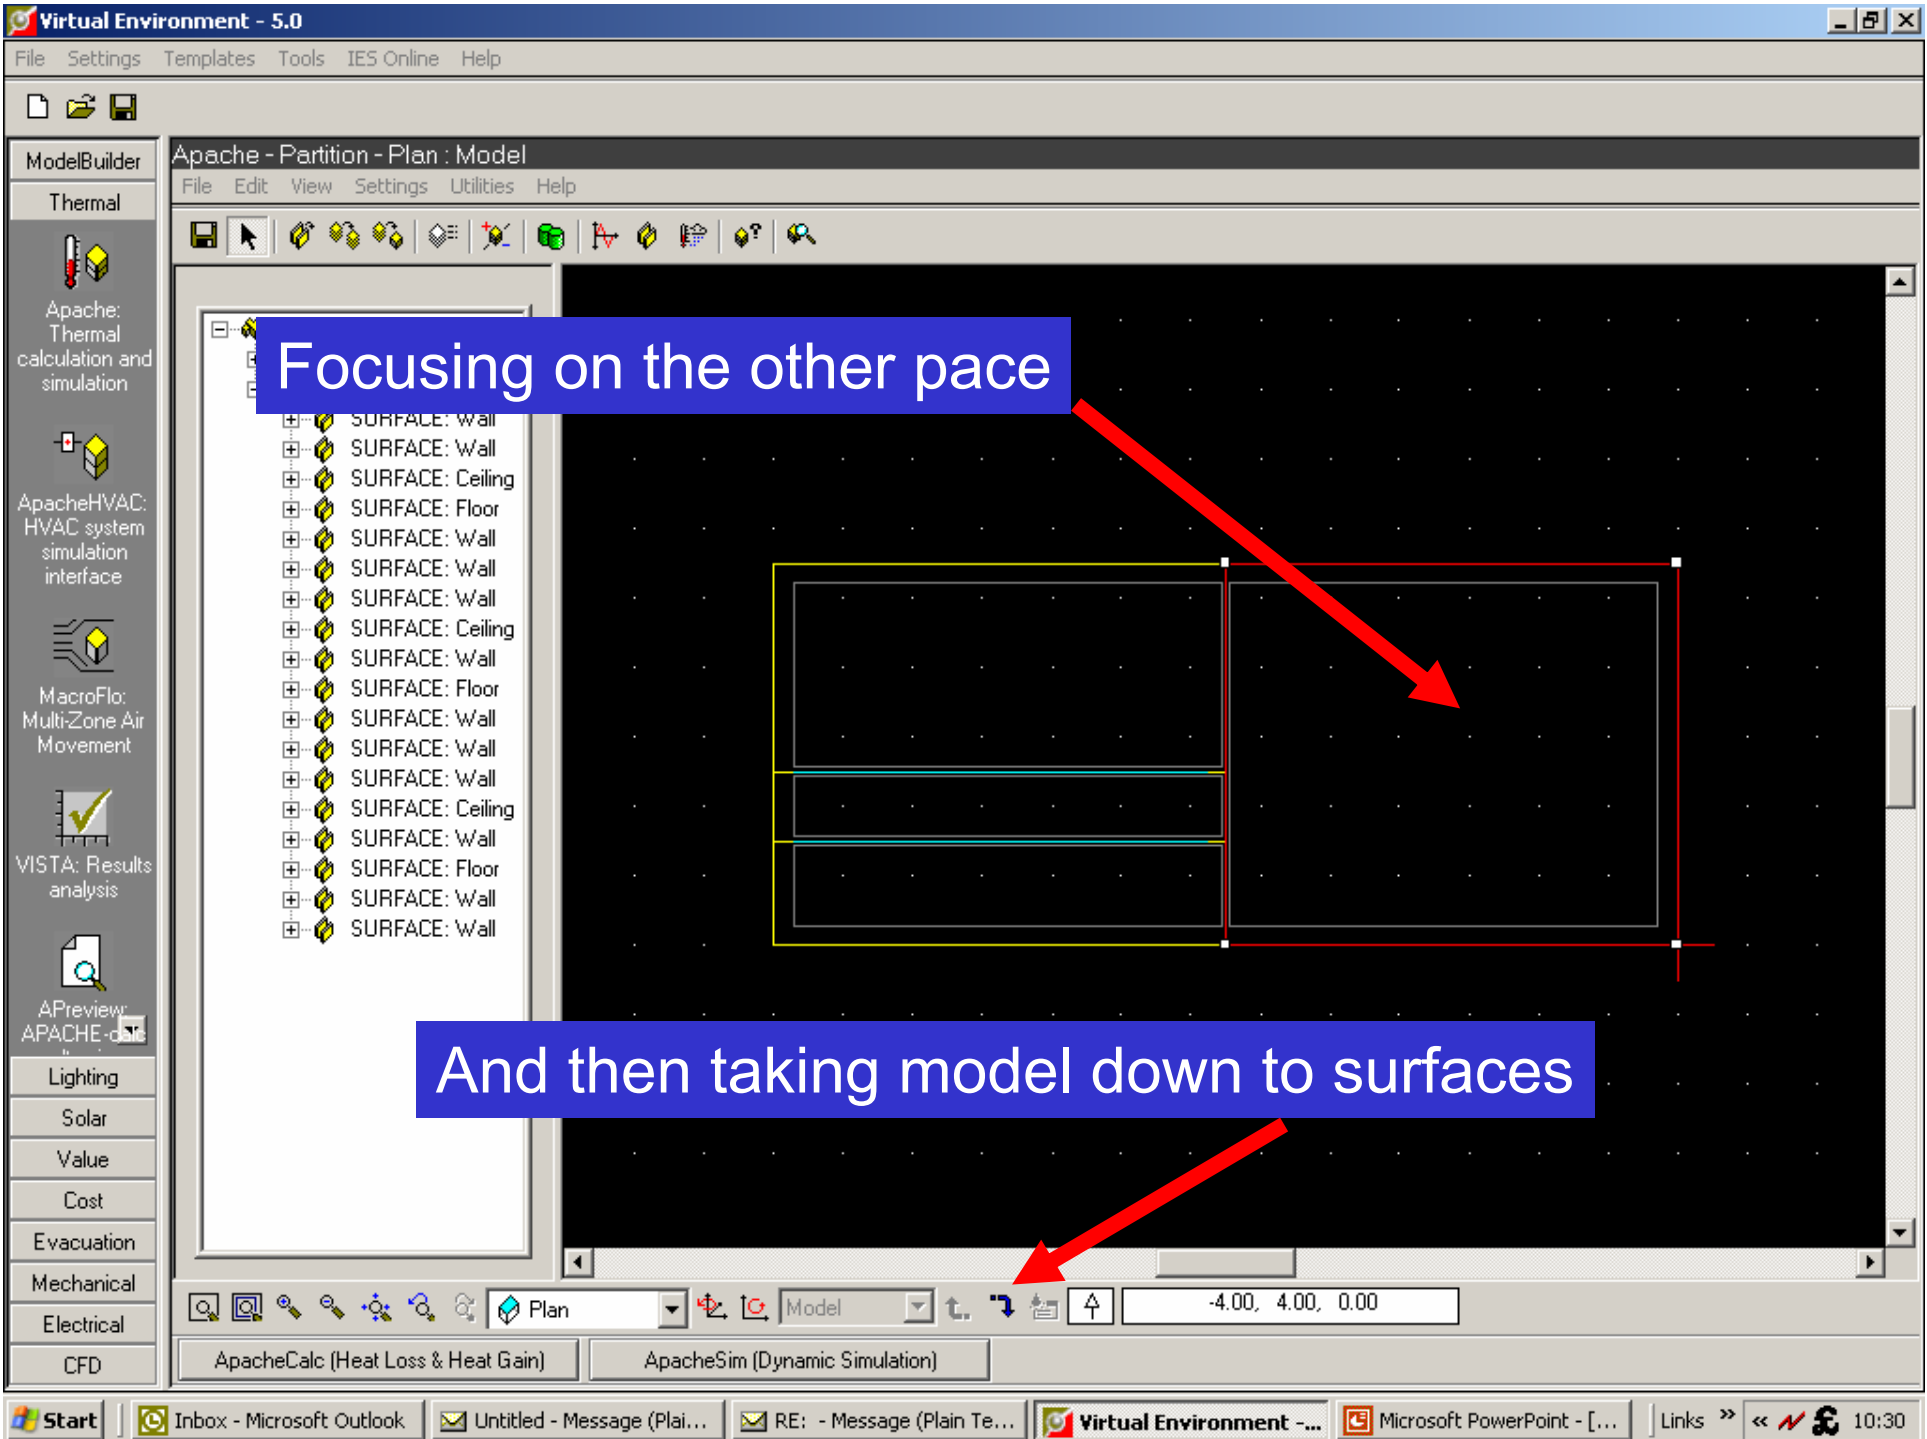 Virtual Environment - 5.0
File Settings Templates Tools IES Online Help
ModelBuilder
Thermal
Apache:
Thermal
calculation and
simulation
ApacheHVAC:
HVAC system
simulation
interface
MacroFlo:
Multi-Zone Air
Movement
VISTA: Results
analysis
APreview:
Lighting
Solar
Value
Cost
Evacuation
Mechanical
Electrical
CFD
Apache - Partition - Plan : Model
File Edit View Settings Utilities Help
Focusing on the other pace
SURFACE: Wall
SURFACE: Wall
SURFACE: Ceiling
SURFACE: Floor
SURFACE: Wall
SURFACE: Wall
SURFACE: Wall
SURFACE: Ceiling
SURFACE: Wall
SURFACE: Floor
SURFACE: Wall
SURFACE: Wall
SURFACE: Wall
SURFACE: Ceiling
SURFACE: Wall
SURFACE: Floor
SURFACE: Wall
SURFACE: Wall
And then taking model down to surfaces
Plan Model -4.00, 4.00, 0.00
ApacheCalc (Heat Loss & Heat Gain) ApacheSim (Dynamic Simulation)
Start Inbox - Microsoft Outlook Untitled - Message (Plai... RE: - Message (Plain Te... Virtual Environment -... Microsoft PowerPoint - [... Links » « 10:30